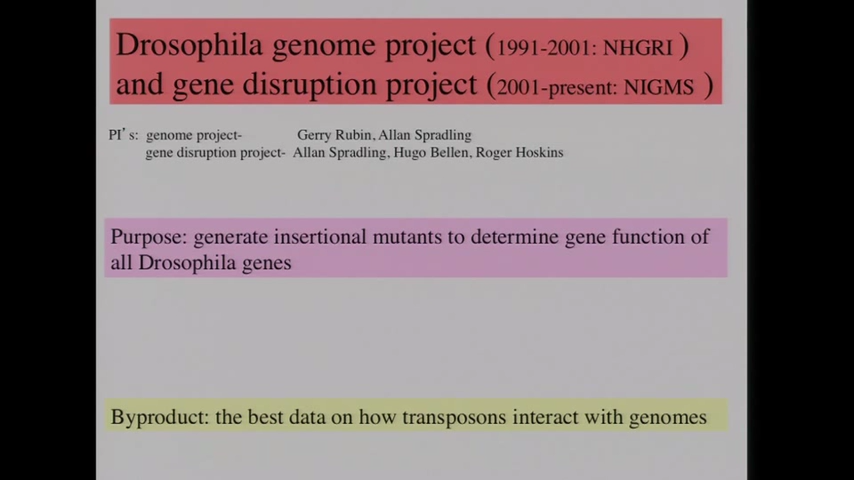 Drosophila genome project (1991-2001: NHGRI )
and gene disruption project (2001-present: NIGMS )
PI’s: genome project- Gerry Rubin, Allan Spradling
gene disruption project- Allan Spradling, Hugo Bellen, Roger Hoskins
Purpose: generate insertional mutants to determine gene function of
all Drosophila genes
Byproduct: the best data on how transposons interact with genomes